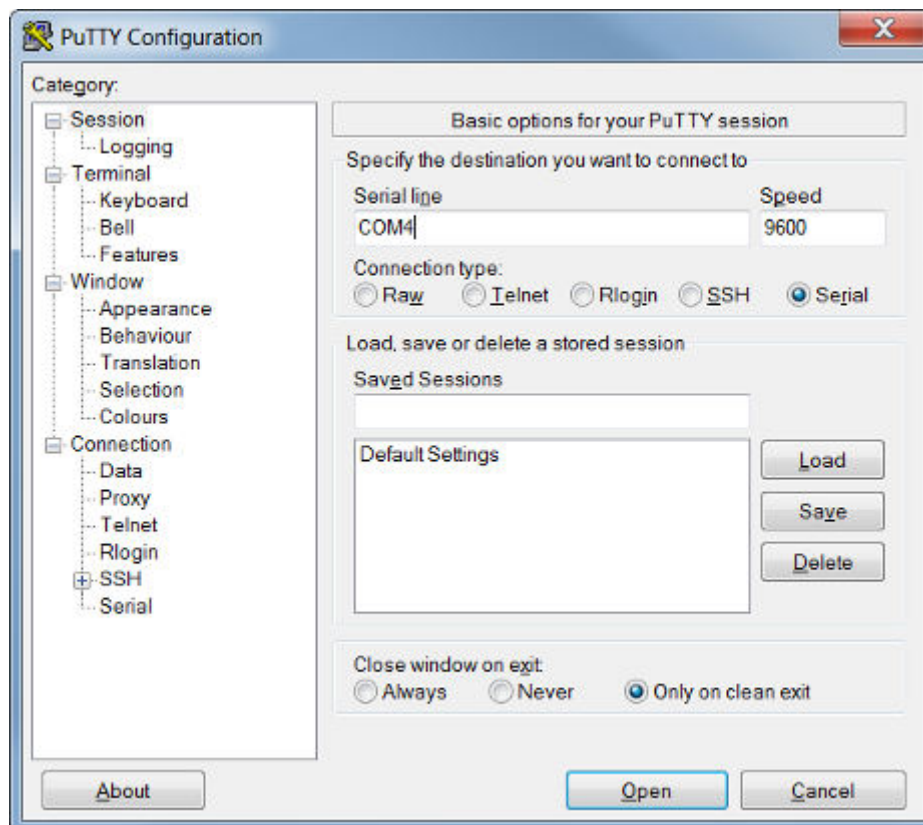 PuTTY Configuration
Category:
Session
Logging
Terminal
Keyboard
Bell
Features
Window
Appearance
Behaviour
Translation
Selection
Colours
Connection
Data
Proxy
Telnet
Rlogin
SSH
Serial
Basic options for your PuTTY session
Specify the destination you want to connect to
Serial line Speed
COM4 9600
Connection type:
Raw Telnet Rlogin SSH Serial
Load, save or delete a stored session
Saved Sessions
Default Settings
Load
Save
Delete
Close window on exit:
Always Never Only on clean exit
About Open Cancel